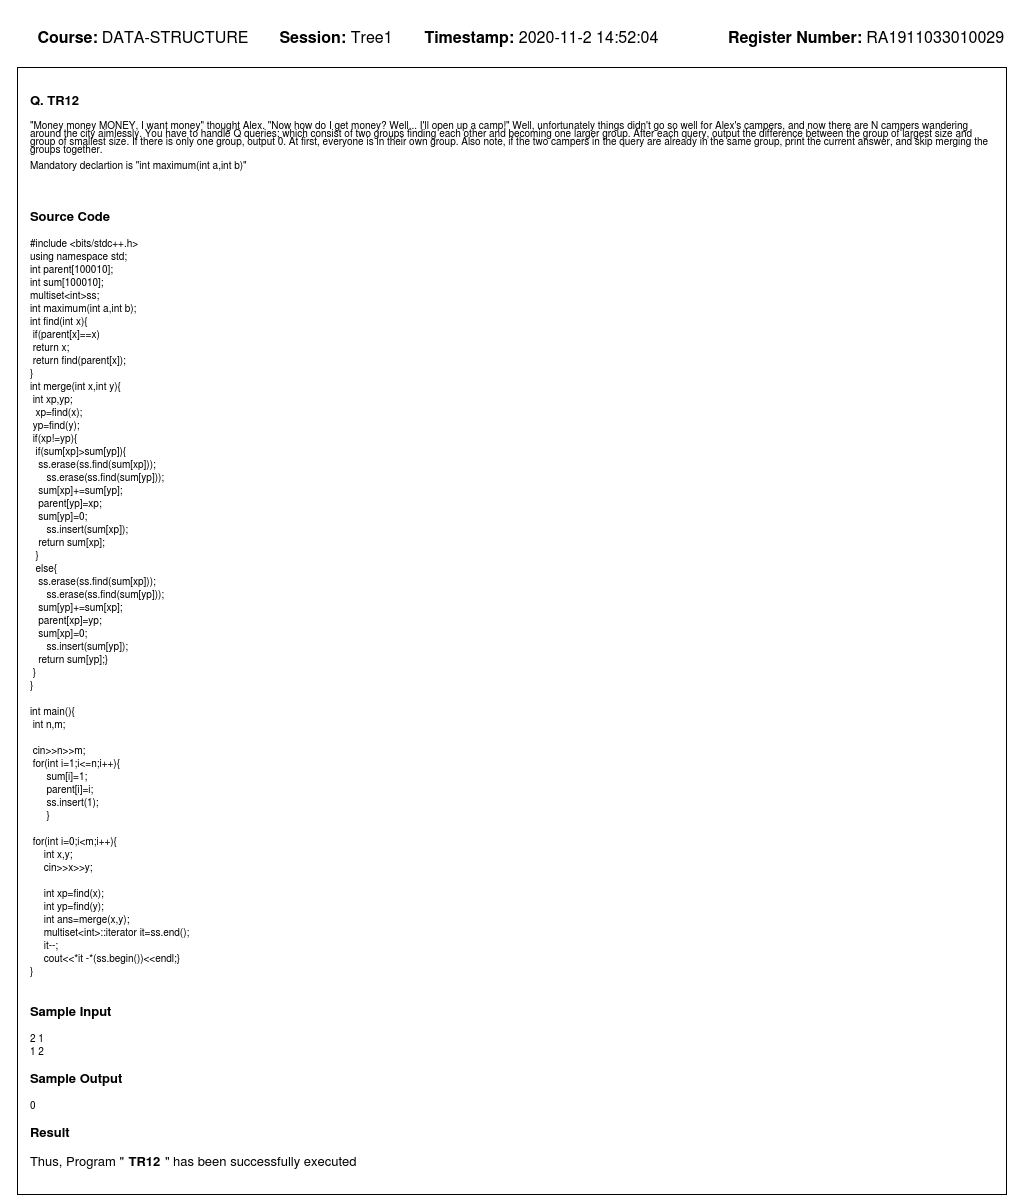 Course: DATA-STRUCTURE Session: Tree1 Timestamp: 2020-11-2 14:52:04 Register Number: RA1911033010029
Q. TR12
"Money money MONEY, I want money" thought Alex, "Now how do I get money? Well... I'll open up a camp!" Well, unfortunately things didn't go so well for Alex's campers, and now there are N campers wandering
around the city aimlessly. You have to handle Q queries; which consist of two groups finding each other and becoming one larger group. After each query, output the difference between the group of largest size and
group of smallest size. If there is only one group, output 0. At first, everyone is in their own group. Also note, if the two campers in the query are already in the same group, print the current answer, and skip merging the
groups together.
Mandatory declartion is "int maximum(int a,int b)"
Source Code
#include <bits/stdc++.h>
using namespace std;
int parent[100010];
int sum[100010];
multiset<int>ss;
int maximum(int a,int b);
int find(int x){
if(parent[x]==x)
return x;
return find(parent[x]);
}
int merge(int x,int y){
int xp,yp;
xp=find(x);
yp=find(y);
if(xp!=yp){
if(sum[xp]>sum[yp]){
ss.erase(ss.find(sum[xp]));
ss.erase(ss.find(sum[yp]));
sum[xp]+=sum[yp];
parent[yp]=xp;
sum[yp]=0;
ss.insert(sum[xp]);
return sum[xp];
}
else{
ss.erase(ss.find(sum[xp]));
ss.erase(ss.find(sum[yp]));
sum[yp]+=sum[xp];
parent[xp]=yp;
sum[xp]=0;
ss.insert(sum[yp]);
return sum[yp];}
}
}
int main(){
int n,m;
cin>>n>>m;
for(int i=1;i<=n;i++){
sum[i]=1;
parent[i]=i;
ss.insert(1);
}
for(int i=0;i<m;i++){
int x,y;
cin>>x>>y;
int xp=find(x);
int yp=find(y);
int ans=merge(x,y);
multiset<int>::iterator it=ss.end();
it--;
cout<<*it -*(ss.begin())<<endl;}
}
Sample Input
2 1
1 2
Sample Output
0
Result
Thus, Program " TR12 " has been successfully executed